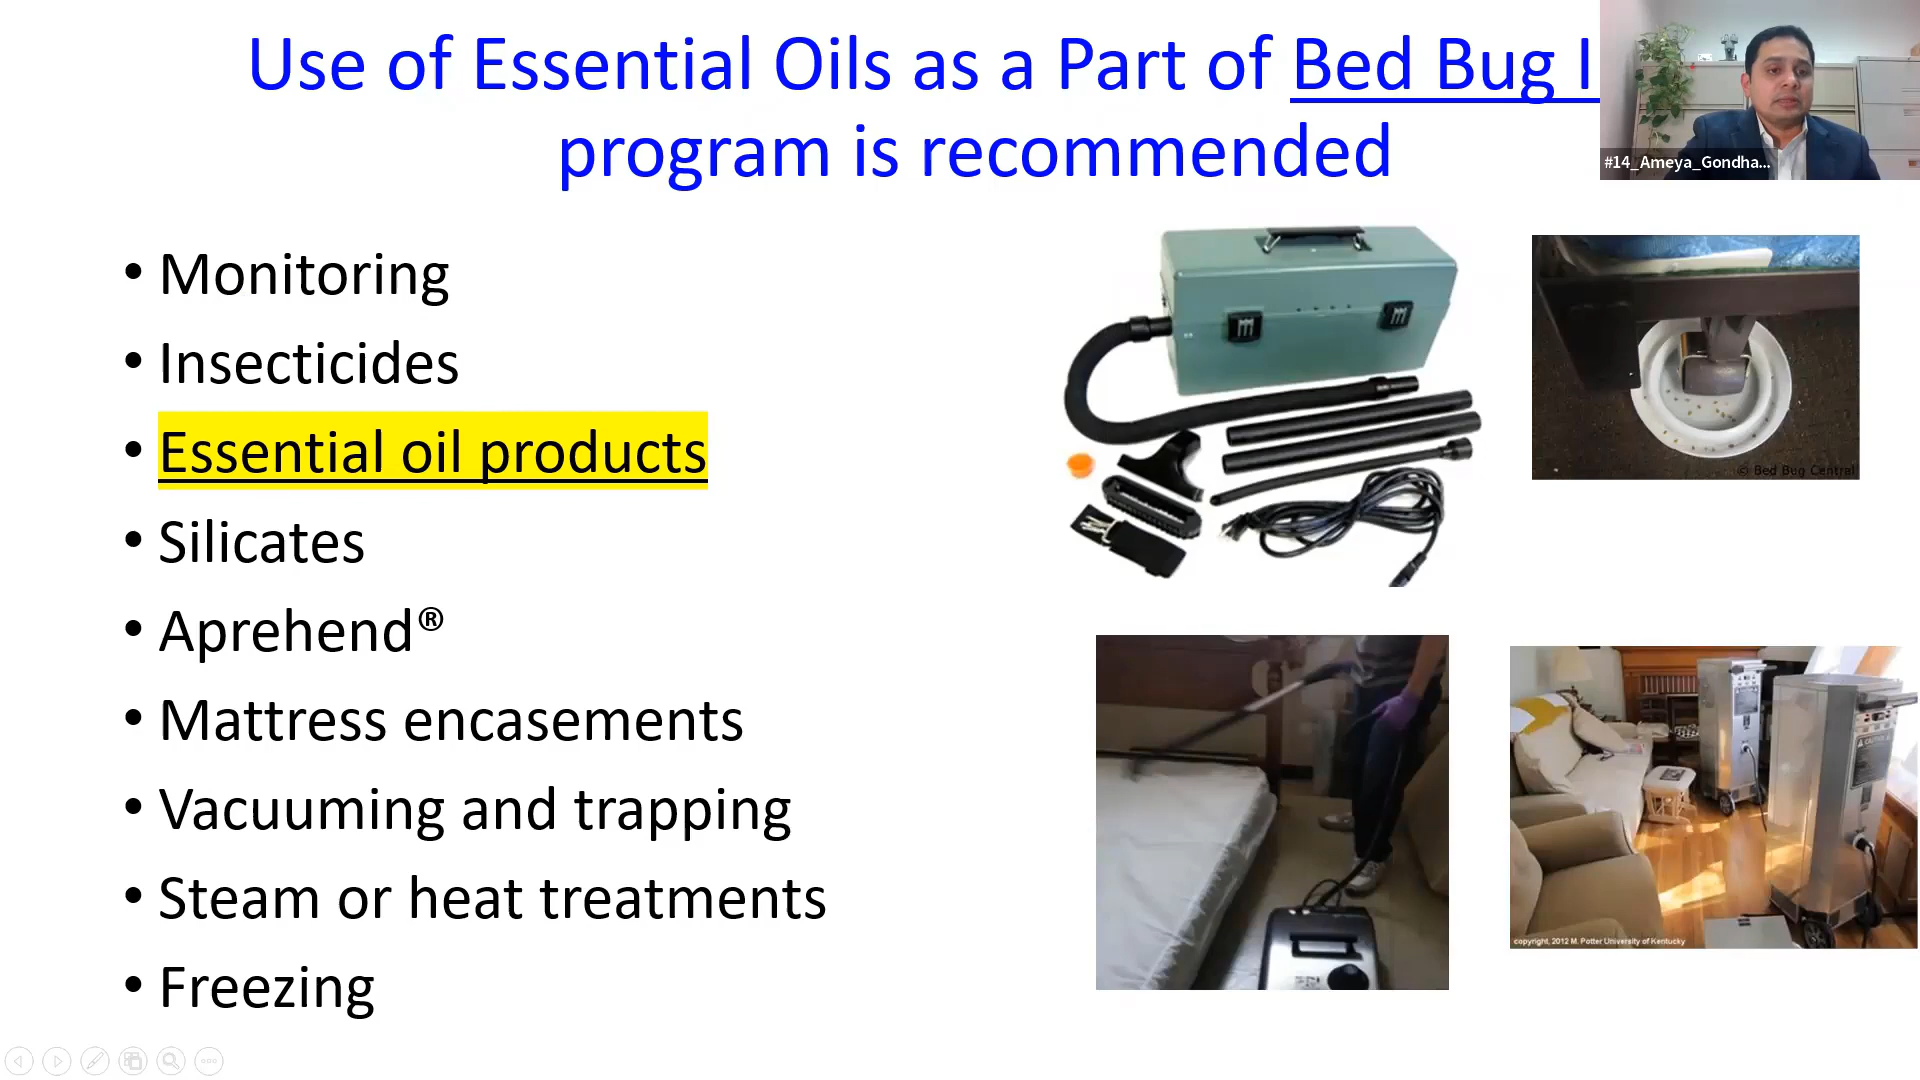 Use of Essential Oils as a Part of Bed Bug I
program is recommended
#14_Ameya_Gondha...
• Monitoring
• Insecticides
• Essential oil products
• Silicates
• Aprehend®
• Mattress encasements
• Vacuuming and trapping
• Steam or heat treatments
• Freezing
© Bed Bug Central
copyright, 2012 M. Potter University of Kentucky